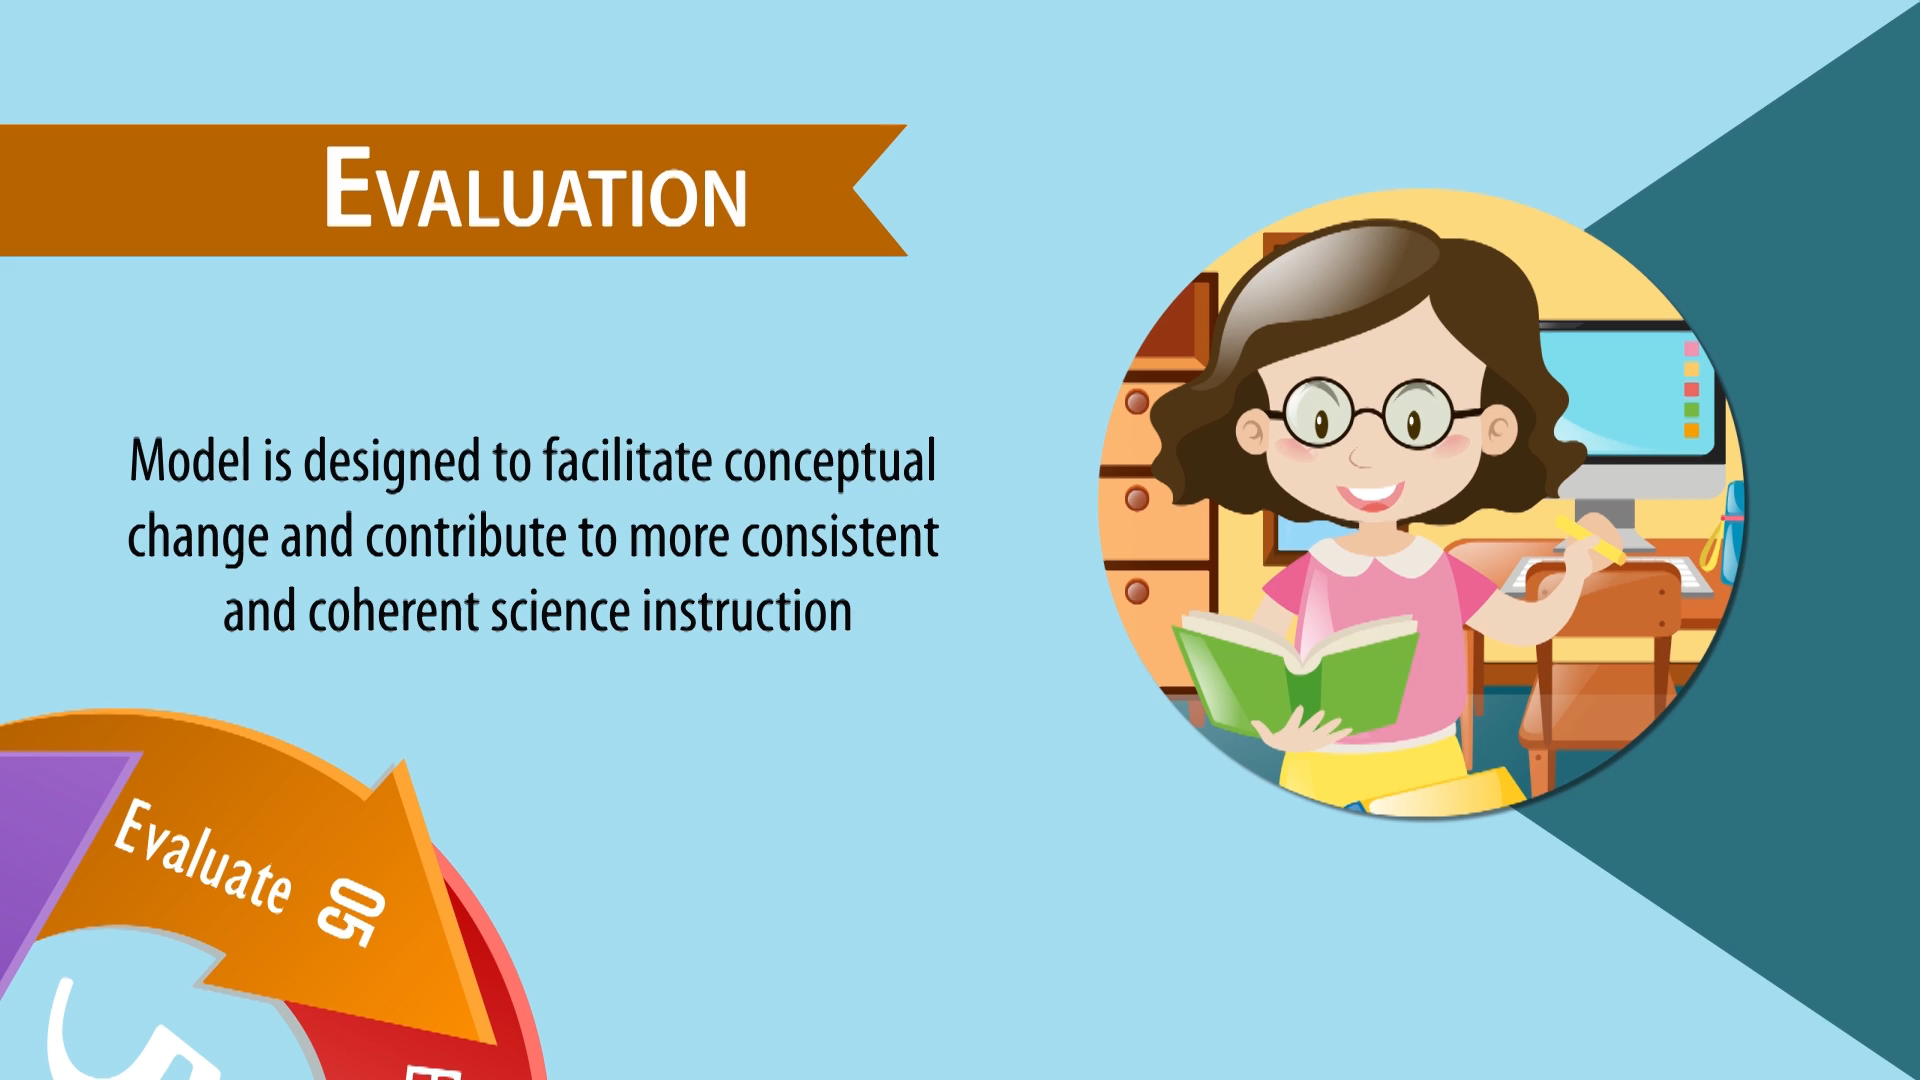 EVALUATION
Model is designed to facilitate conceptual
change and contribute to more consistent
and coherent science instruction
Evaluate 05
5
E